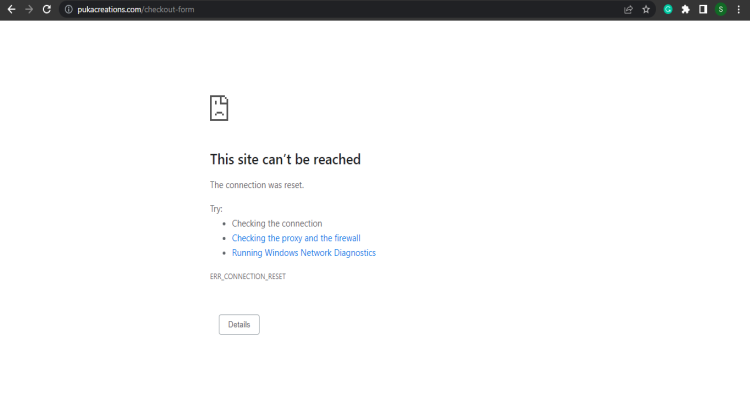 pukacreations.com/checkout-form
S
This site can't be reached
The connection was reset.
Try:
• Checking the connection
• Checking the proxy and the firewall
• Running Windows Network Diagnostics
ERR_CONNECTION_RESET
Details